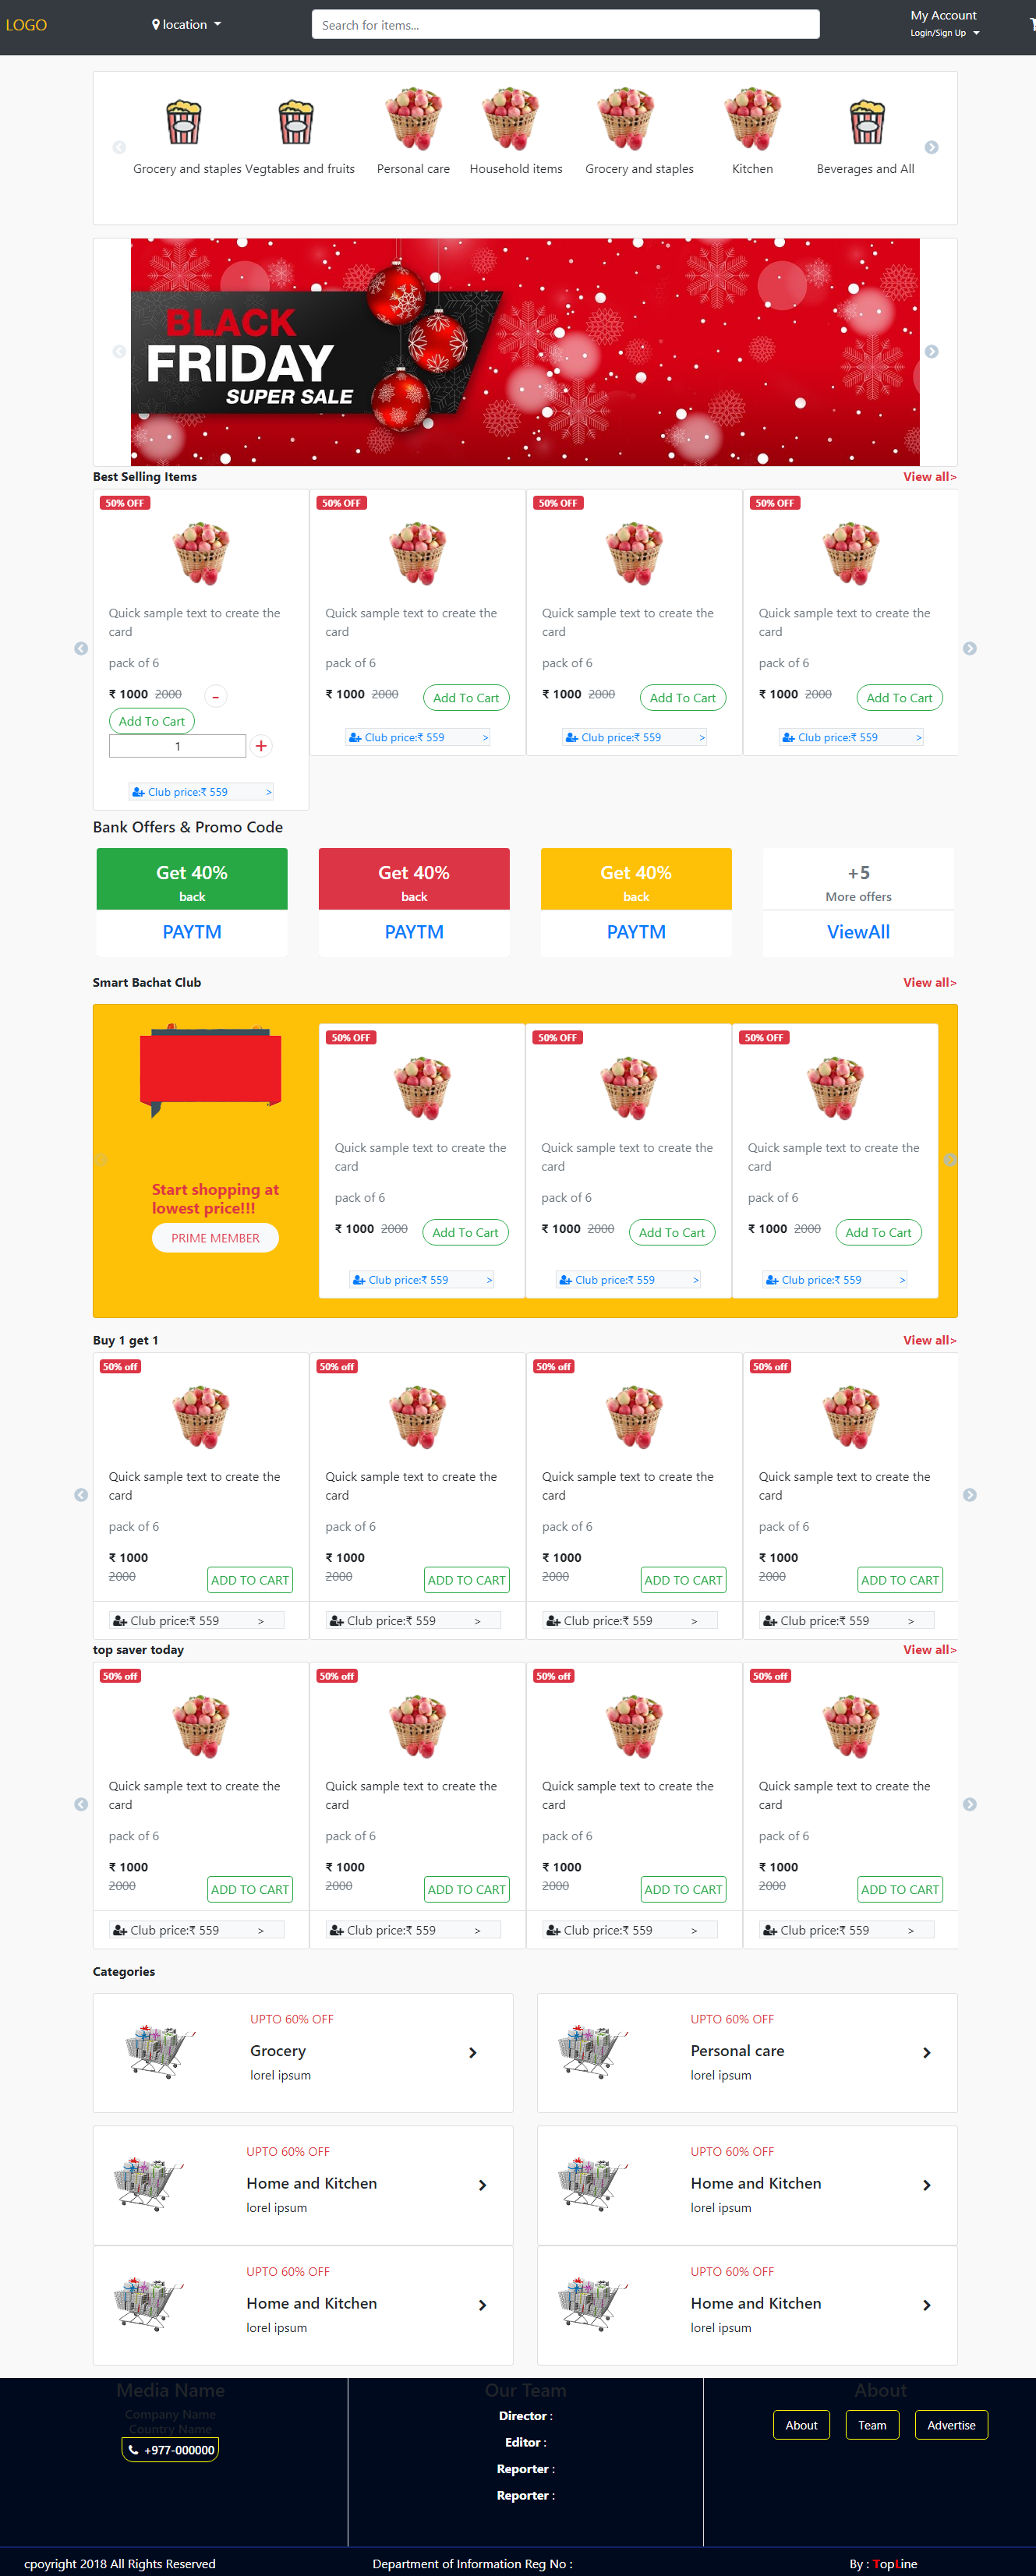 LOGO
location
Search for items...
My Account
Login/Sign Up
Grocery and staples
Vegtables and fruits
Personal care
Household items
Grocery and staples
Kitchen
Beverages and All
BLACK
FRIDAY
SUPER SALE
Best Selling Items
View all>
50% OFF
Quick sample text to create the
card
pack of 6
₹ 1000 2000
-
Add To Cart
1
+
Club price:₹ 559 >
50% OFF
Quick sample text to create the
card
pack of 6
₹ 1000 2000
Add To Cart
Club price:₹ 559 >
50% OFF
Quick sample text to create the
card
pack of 6
₹ 1000 2000
Add To Cart
Club price:₹ 559 >
50% OFF
Quick sample text to create the
card
pack of 6
₹ 1000 2000
Add To Cart
Club price:₹ 559 >
Bank Offers & Promo Code
Get 40%
back
PAYTM
Get 40%
back
PAYTM
Get 40%
back
PAYTM
+5
More offers
ViewAll
Smart Bachat Club
View all>
Start shopping at
lowest price!!!
PRIME MEMBER
50% OFF
Quick sample text to create the
card
pack of 6
₹ 1000 2000
Add To Cart
Club price:₹ 559 >
50% OFF
Quick sample text to create the
card
pack of 6
₹ 1000 2000
Add To Cart
Club price:₹ 559 >
50% OFF
Quick sample text to create the
card
pack of 6
₹ 1000 2000
Add To Cart
Club price:₹ 559 >
Buy 1 get 1
View all>
50% off
Quick sample text to create the
card
pack of 6
₹ 1000
2000
ADD TO CART
Club price:₹ 559 >
50% off
Quick sample text to create the
card
pack of 6
₹ 1000
2000
ADD TO CART
Club price:₹ 559 >
50% off
Quick sample text to create the
card
pack of 6
₹ 1000
2000
ADD TO CART
Club price:₹ 559 >
50% off
Quick sample text to create the
card
pack of 6
₹ 1000
2000
ADD TO CART
Club price:₹ 559 >
top saver today
View all>
50% off
Quick sample text to create the
card
pack of 6
₹ 1000
2000
ADD TO CART
Club price:₹ 559 >
50% off
Quick sample text to create the
card
pack of 6
₹ 1000
2000
ADD TO CART
Club price:₹ 559 >
50% off
Quick sample text to create the
card
pack of 6
₹ 1000
2000
ADD TO CART
Club price:₹ 559 >
50% off
Quick sample text to create the
card
pack of 6
₹ 1000
2000
ADD TO CART
Club price:₹ 559 >
Categories
UPTO 60% OFF
Grocery
lorel ipsum
UPTO 60% OFF
Personal care
lorel ipsum
UPTO 60% OFF
Home and Kitchen
lorel ipsum
UPTO 60% OFF
Home and Kitchen
lorel ipsum
UPTO 60% OFF
Home and Kitchen
lorel ipsum
UPTO 60% OFF
Home and Kitchen
lorel ipsum
Media Name
Company Name
Country Name
+977-000000
Our Team
Director :
Editor :
Reporter :
Reporter :
About
About
Team
Advertise
cpoyright 2018 All Rights Reserved
Department of Information Reg No :
By : TopLine